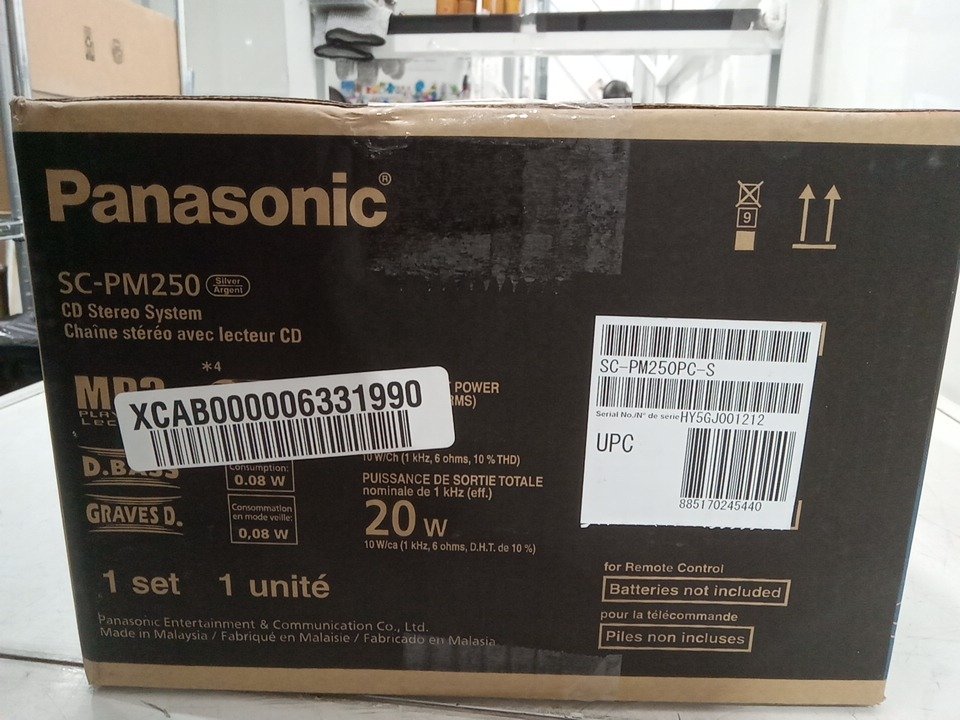 Panasonic®
9
SC-PM250 Silver Argent
CD Stereo System
Chaîne stéréo avec lecteur CD
*4
MP3
XCAB000006331990
POWER
RMS)
D.BASS
GRAVES D.
Consumption:
0.08 W
Consommation
en mode veille:
0,08 W
10 W/Ch (1 kHz, 6 ohms, 10 % THD)
PUISSANCE DE SORTIE TOTALE
nominale de 1 kHz (eff.)
20 W
10 W/ca (1 kHz, 6 ohms, D.H.T. de 10 %)
SC-PM250PC-S
Serial No./N° de série HY5GJ001212
UPC
885170245440
1 set 1 unité
for Remote Control
Batteries not included
pour la télécommande
Piles non incluses
Panasonic Entertainment & Communication Co., Ltd.
Made in Malaysia / Fabriqué en Malaisie / Fabricado en Malasia